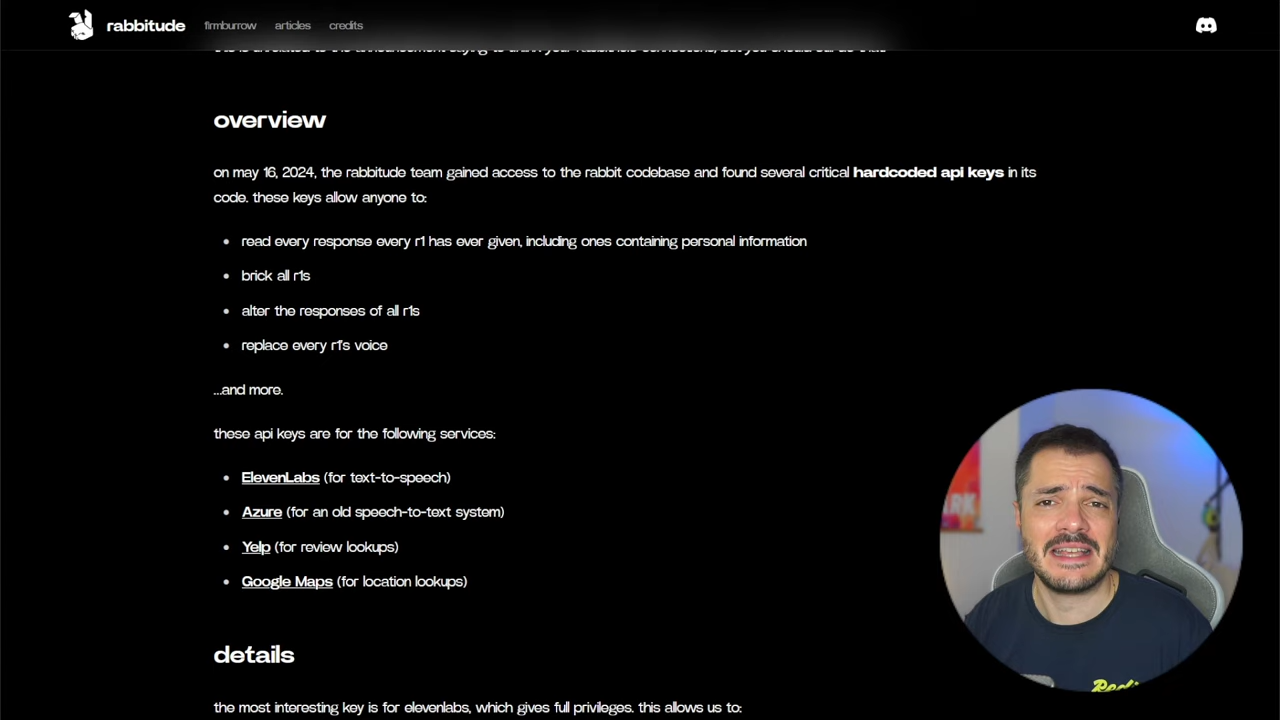 rabbitude firmburrow articles credits
overview
on may 16, 2024, the rabbitude team gained access to the rabbit codebase and found several critical hardcoded api keys in its
code. these keys allow anyone to:
read every response every r1 has ever given, including ones containing personal information
brick all r1s
alter the responses of all r1s
replace every r1's voice
...and more.
these api keys are for the following services:
ElevenLabs (for text-to-speech)
Azure (for an old speech-to-text system)
Yelp (for review lookups)
Google Maps (for location lookups)
details
the most interesting key is for elevenlabs, which gives full privileges. this allows us to: